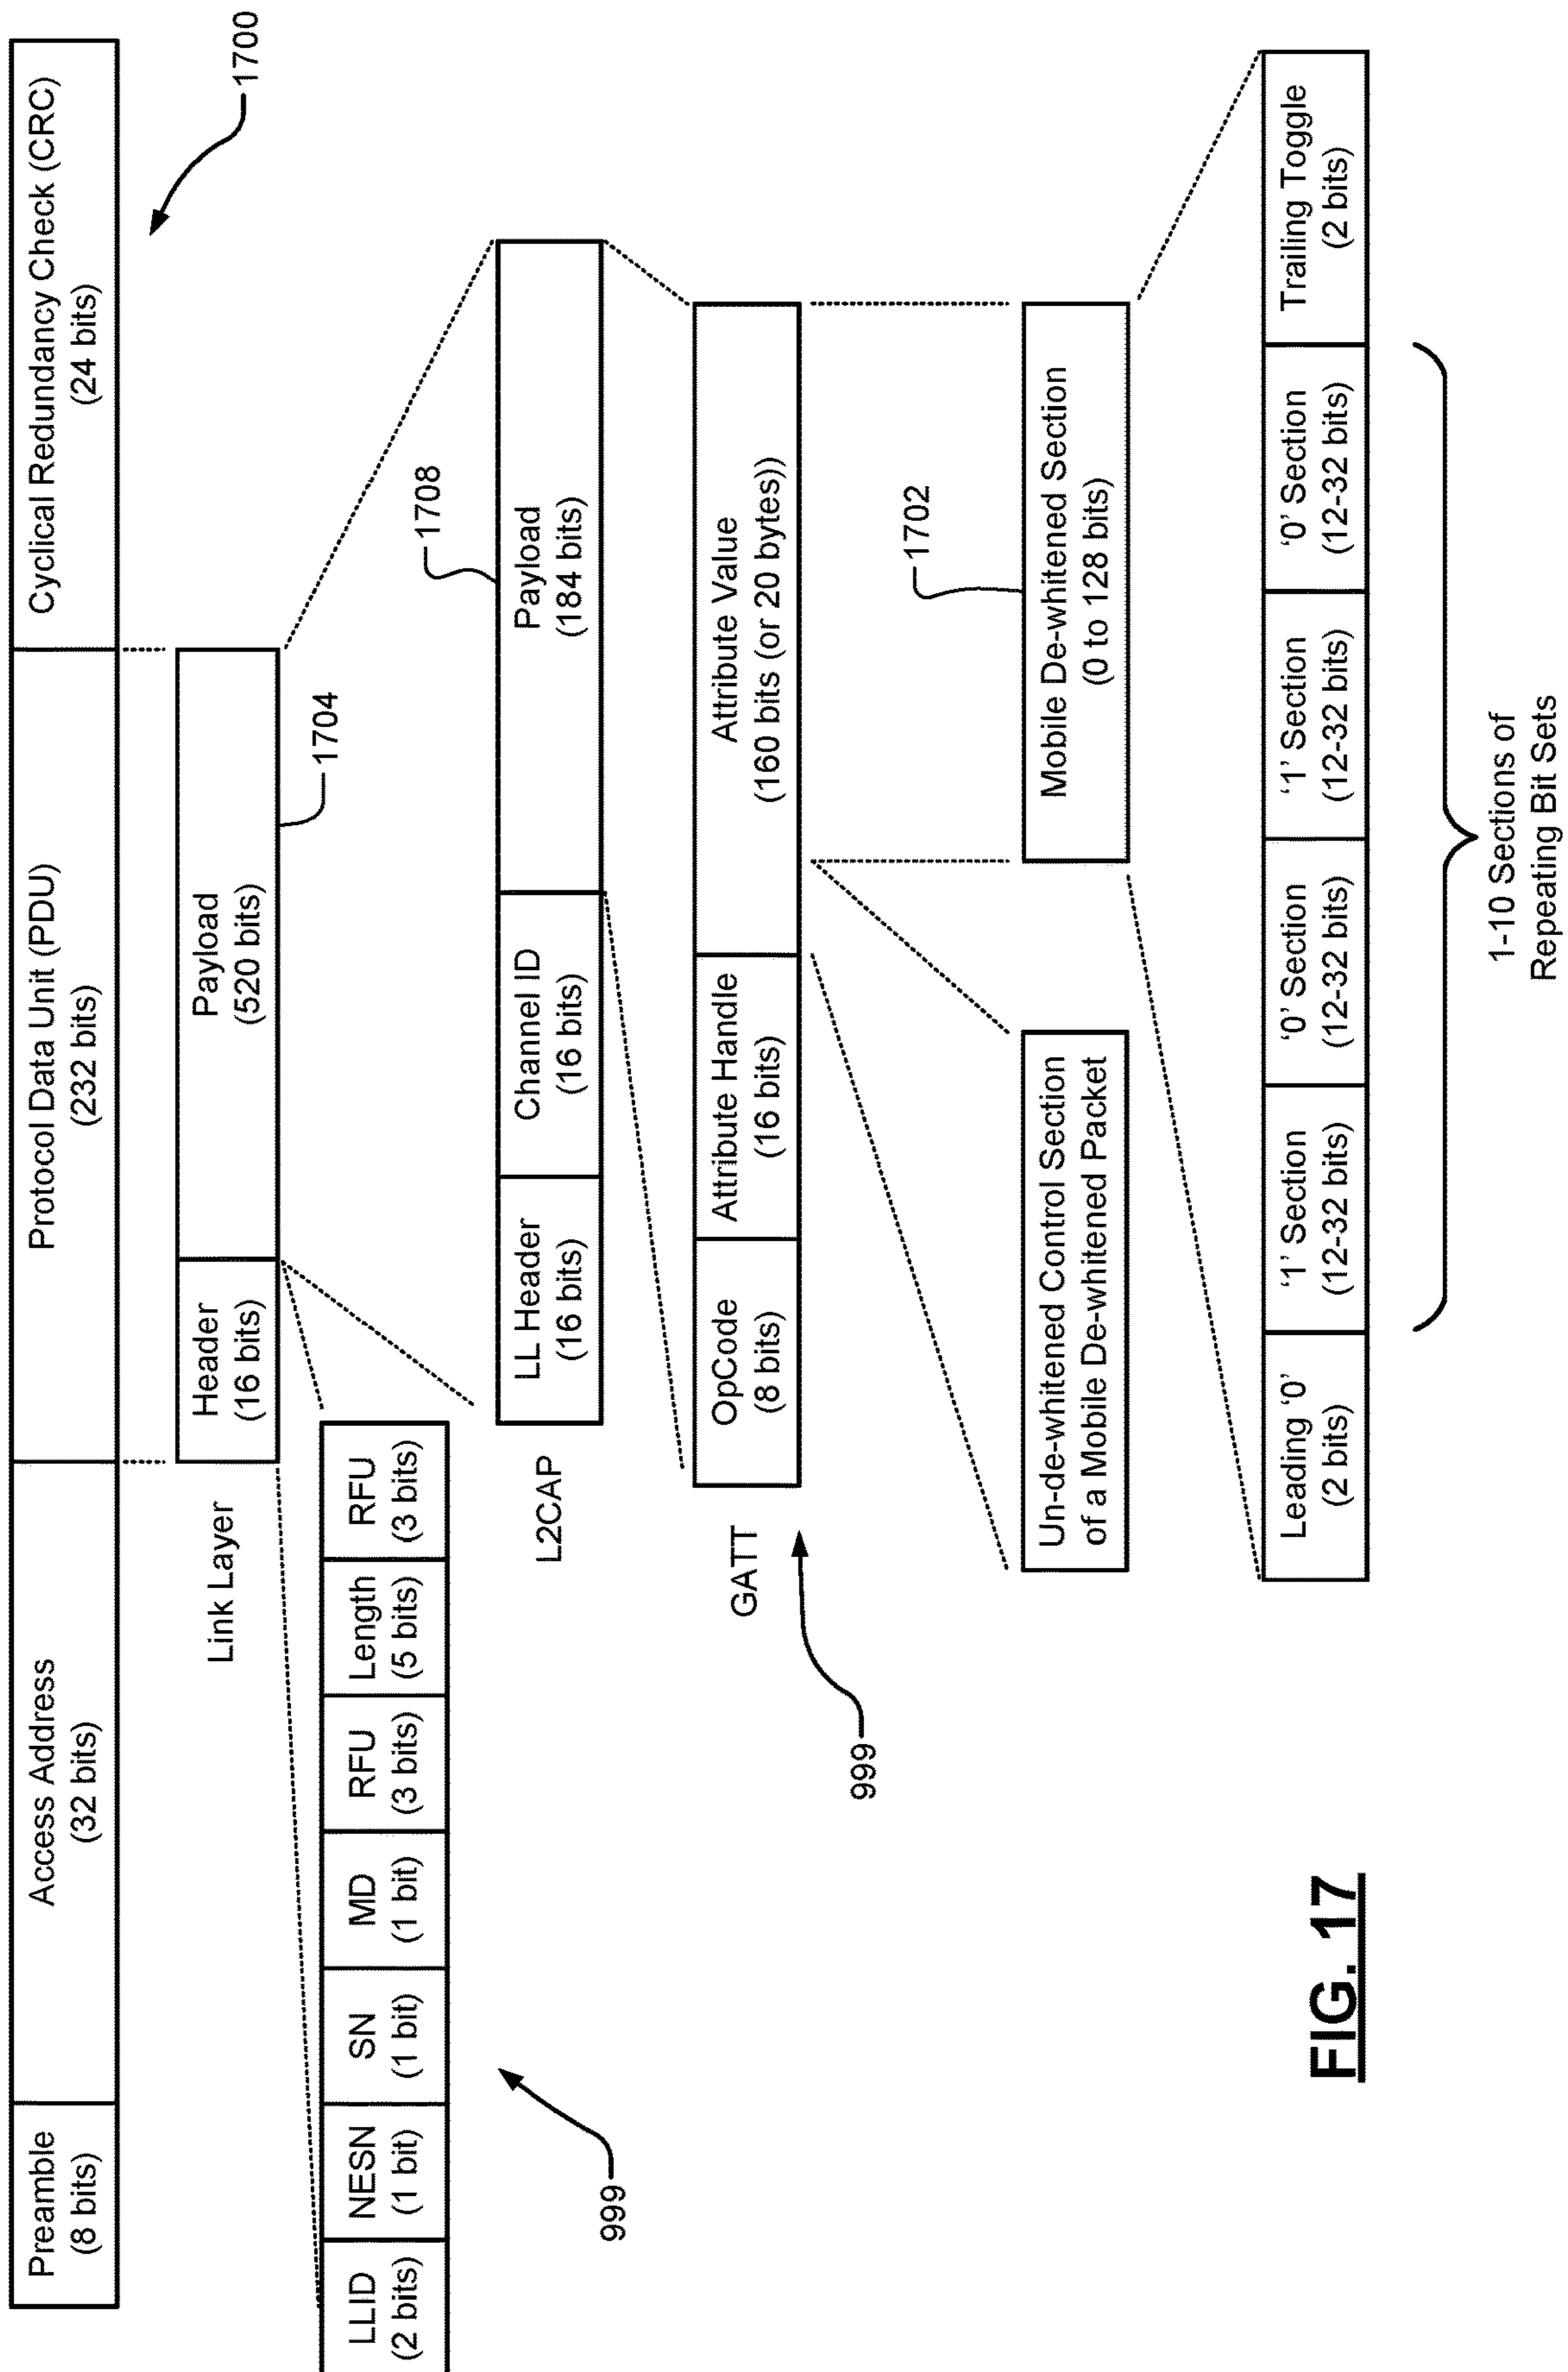 Preamble
(8 bits)
Access Address
(32 bits)
Protocol Data Unit (PDU)
(232 bits)
Cyclical Redundancy Check (CRC)
(24 bits)
1700
Link Layer
Header
(16 bits)
Payload
(520 bits)
1704
LLID
(2 bits)
NESN
(1 bit)
SN
(1 bit)
MD
(1 bit)
RFU
(3 bits)
Length
(5 bits)
RFU
(3 bits)
999
L2CAP
LL Header
(16 bits)
Channel ID
(16 bits)
Payload
(184 bits)
1708
GATT
OpCode
(8 bits)
Attribute Handle
(16 bits)
Attribute Value
(160 bits (or 20 bytes))
999
Un-de-whitened Control Section
of a Mobile De-whitened Packet
Mobile De-whitened Section
(0 to 128 bits)
1702
Leading '0'
(2 bits)
'1' Section
(12-32 bits)
'0' Section
(12-32 bits)
'1' Section
(12-32 bits)
'0' Section
(12-32 bits)
Trailing Toggle
(2 bits)
1-10 Sections of
Repeating Bit Sets
FIG. 17